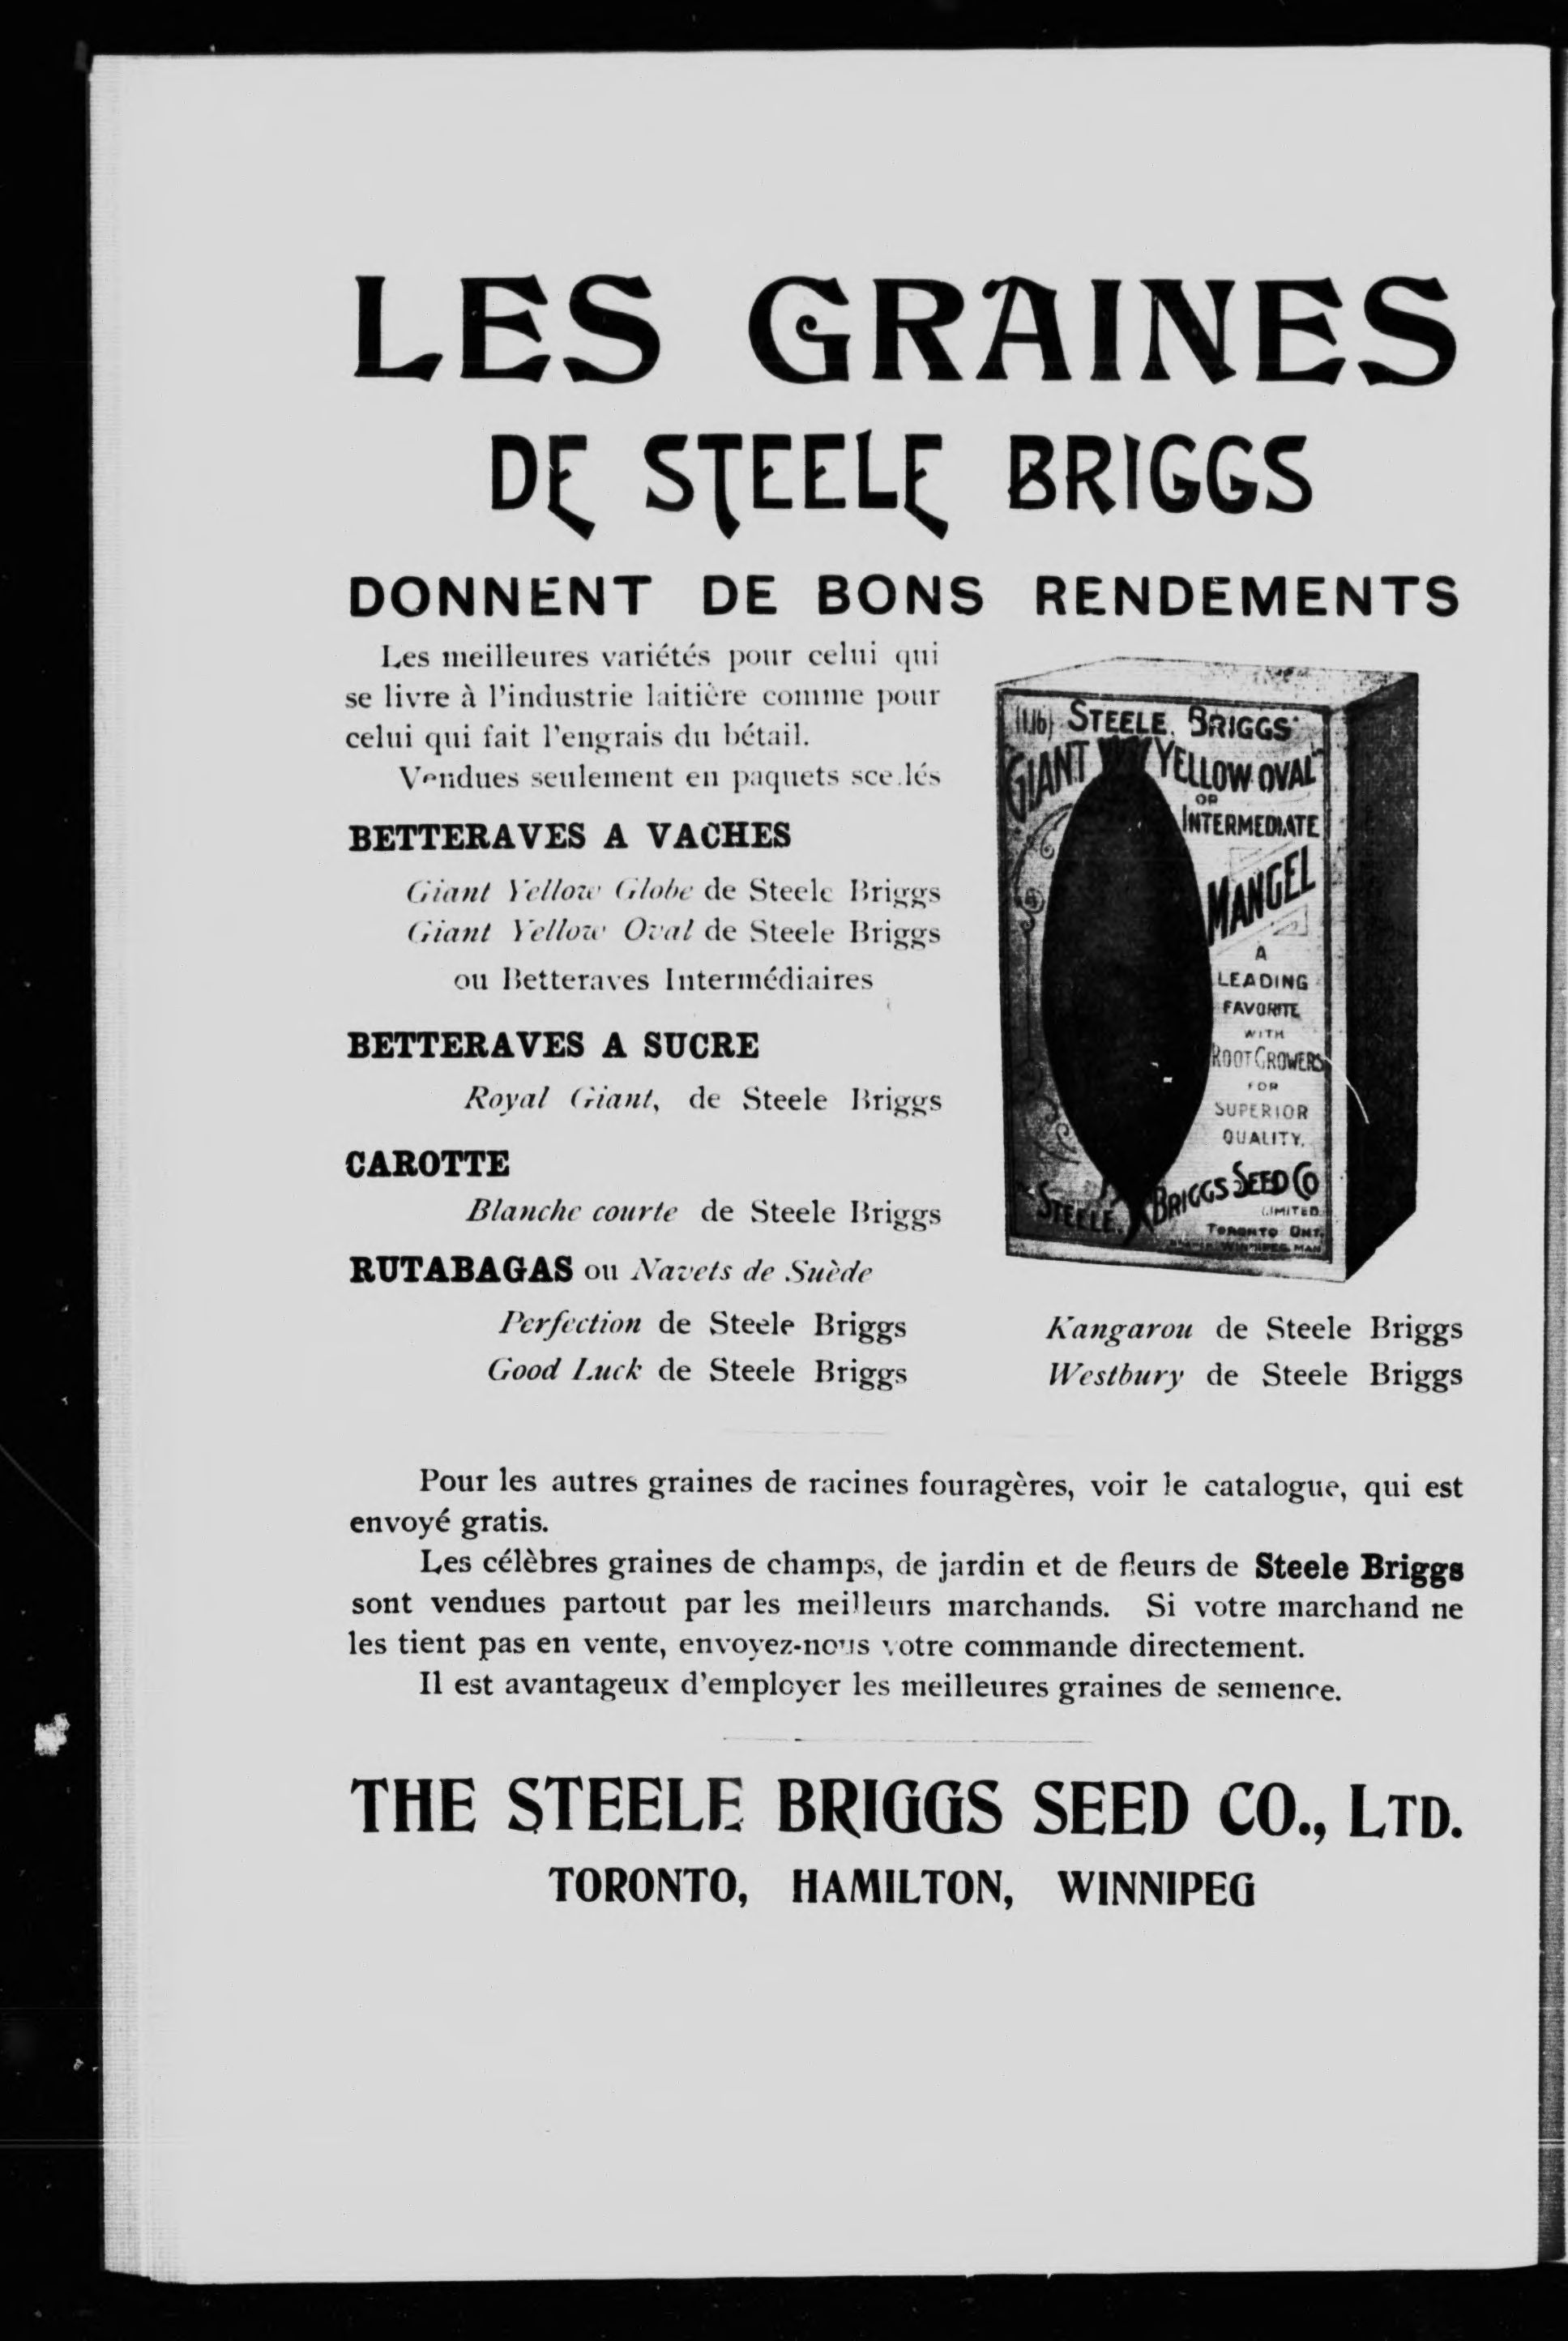 LES GRAINES
DE STEELE BRIGGS
DONNENT DE BONS RENDEMENTS
Les meilleures variétés pour celui qui
se livre à l'industrie laitière comme pour
celui qui fait l'engrais du bétail.
Vendues seulement en paquets scellés
BETTERAVES A VACHES
Giant Yellow Globe de Steele Briggs
Giant Yellow Oval de Steele Briggs
ou Betteraves Intermédiaires
BETTERAVES A SUCRE
Royal Giant, de Steele Briggs
CAROTTE
Blanche courte de Steele Briggs
RUTABAGAS ou Navets de Suède
Perfection de Steele Briggs
Good Luck de Steele Briggs
(1 lb) STEELE, BRIGGS'
GIANT YELLOW OVAL
OR
INTERMEDIATE
MANGEL
A
LEADING
FAVORITE
WITH
ROOT GROWERS
FOR
SUPERIOR
QUALITY.
STEELE, BRIGGS SEED CO
LIMITED.
TORONTO ONT.
WINNIPEG, MAN
Kangarou de Steele Briggs
Westbury de Steele Briggs
Pour les autres graines de racines fouragères, voir le catalogue, qui est
envoyé gratis.
Les célèbres graines de champs, de jardin et de fleurs de Steele Briggs
sont vendues partout par les meilleurs marchands. Si votre marchand ne
les tient pas en vente, envoyez-nous votre commande directement.
Il est avantageux d'employer les meilleures graines de semence.
THE STEELE BRIGGS SEED CO., LTD.
TORONTO, HAMILTON, WINNIPEG